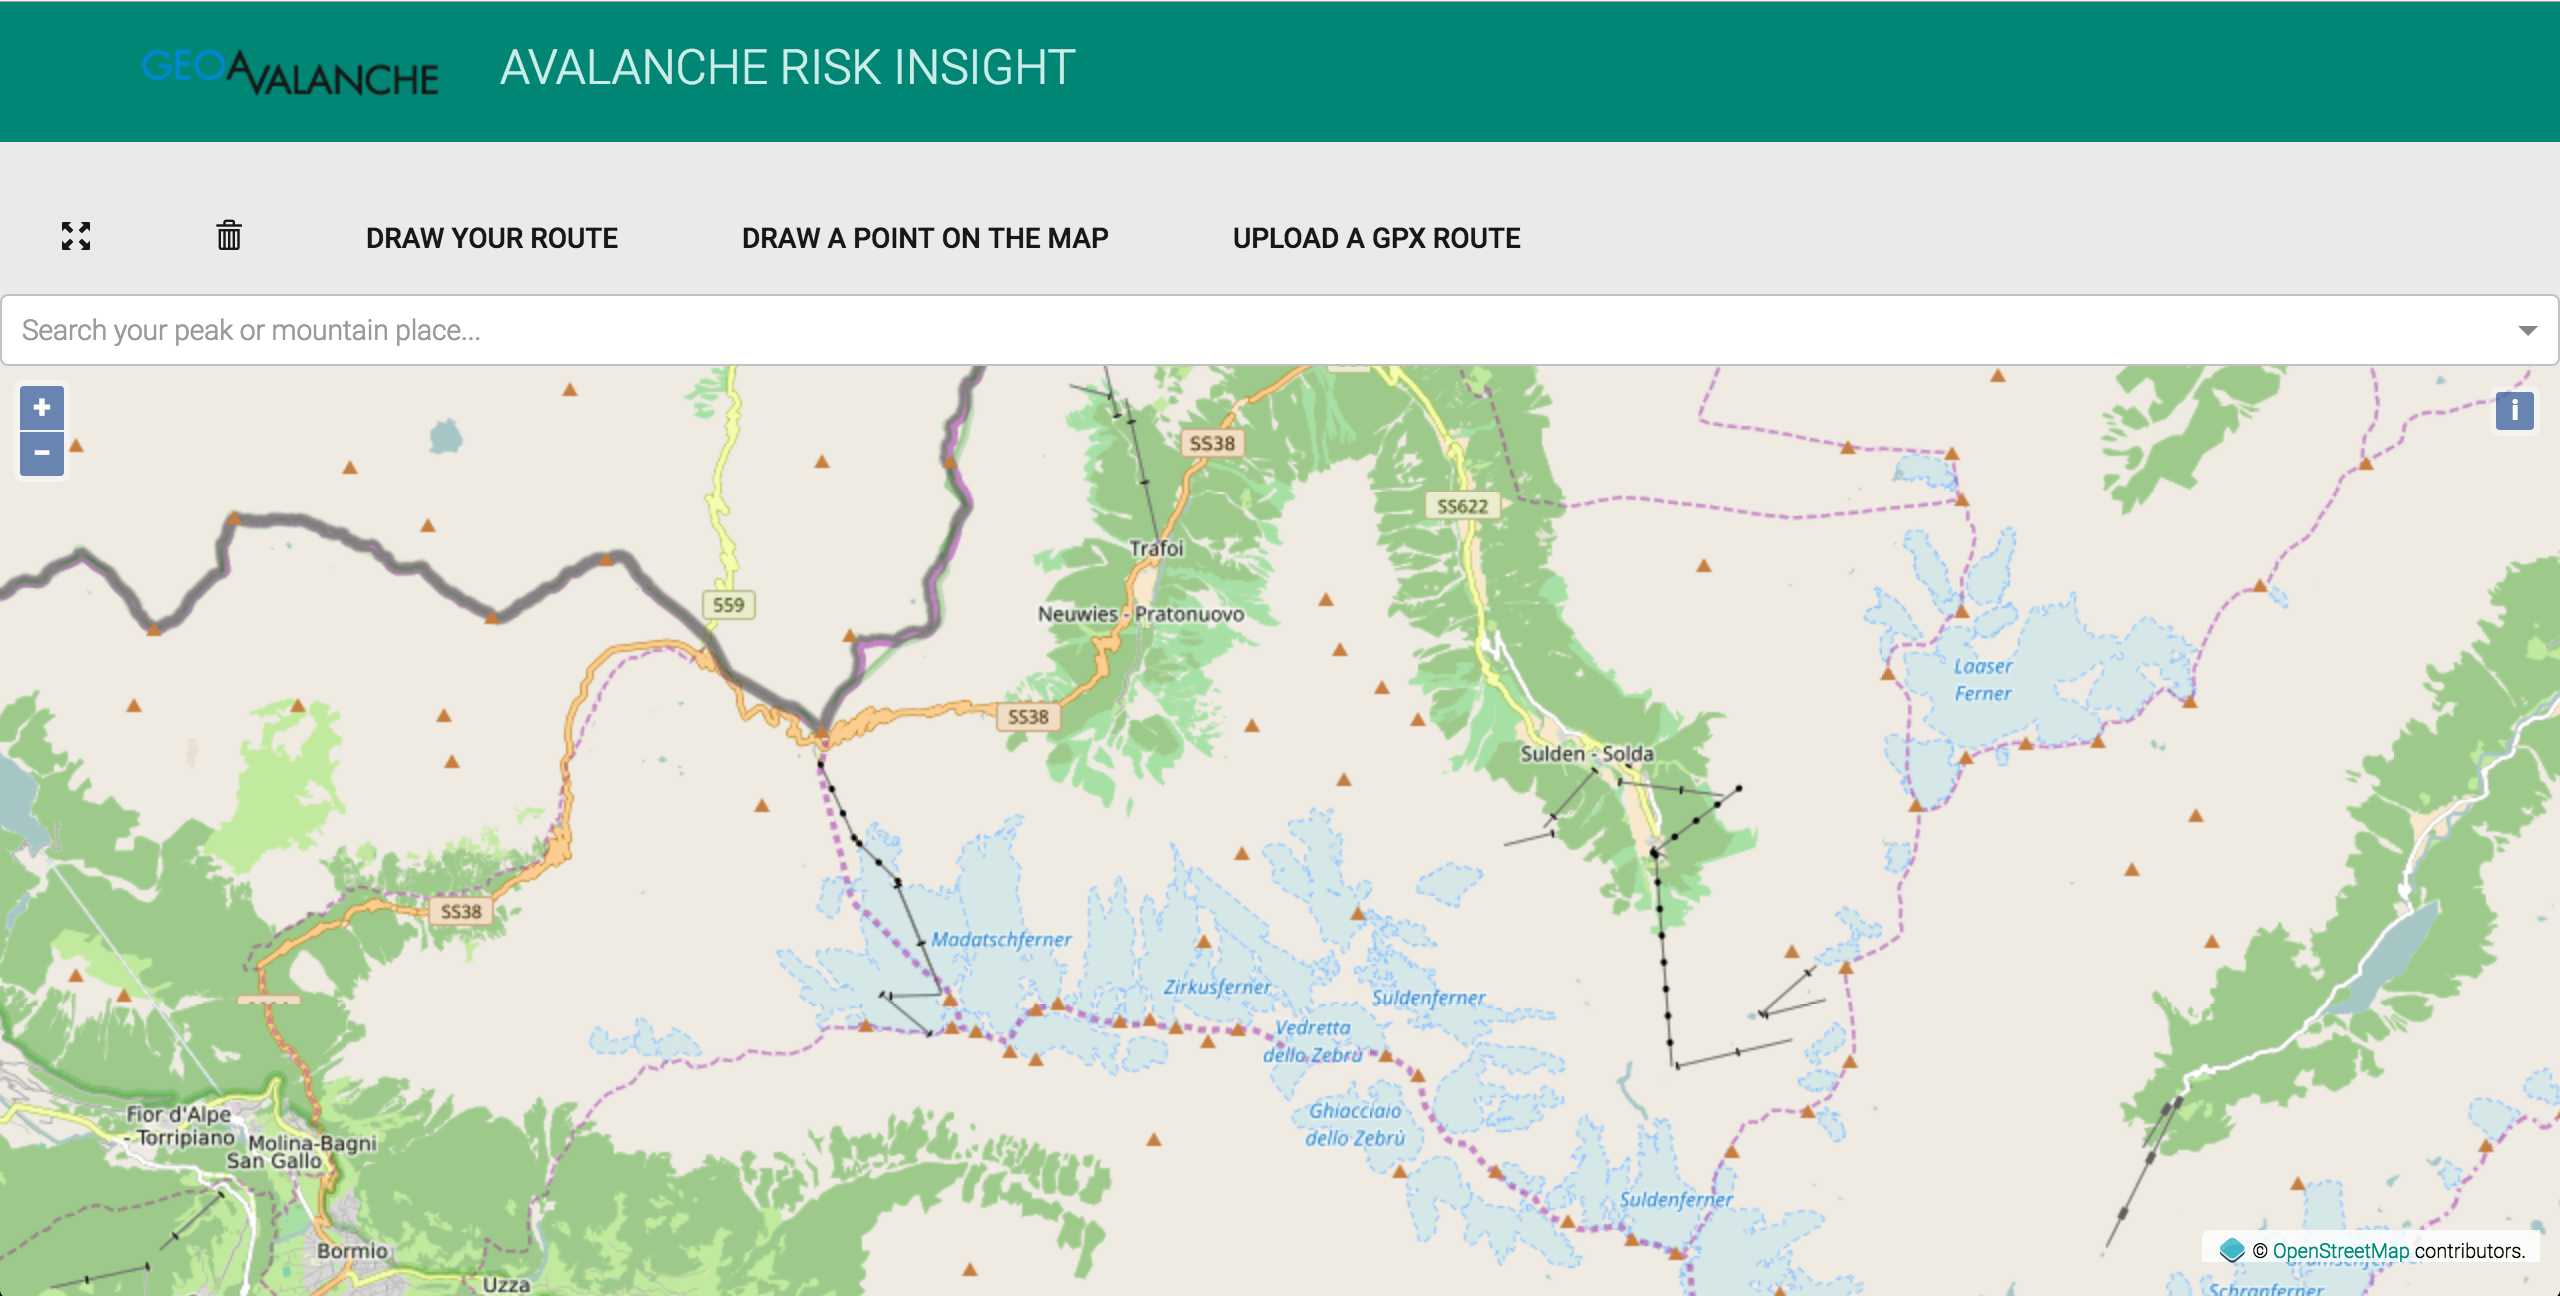 GEOAVALANCHE
AVALANCHE RISK INSIGHT
DRAW YOUR ROUTE
DRAW A POINT ON THE MAP
UPLOAD A GPX ROUTE
Search your peak or mountain place...
+
−
i
SS38
SS622
Trafoi
559
Neuwies - Pratonuovo
Laaser
Ferner
SS38
Sulden - Solda
SS38
Madatschferner
Zirkusferner
Suldenferner
Vedretta
dello Zebrù
Ghiacciaio
dello Zebrù
Fior d'Alpe
- Torripiano
Molina-Bagni
San Gallo
Suldenferner
Bormio
Uzza
© OpenStreetMap contributors.
Schranferner